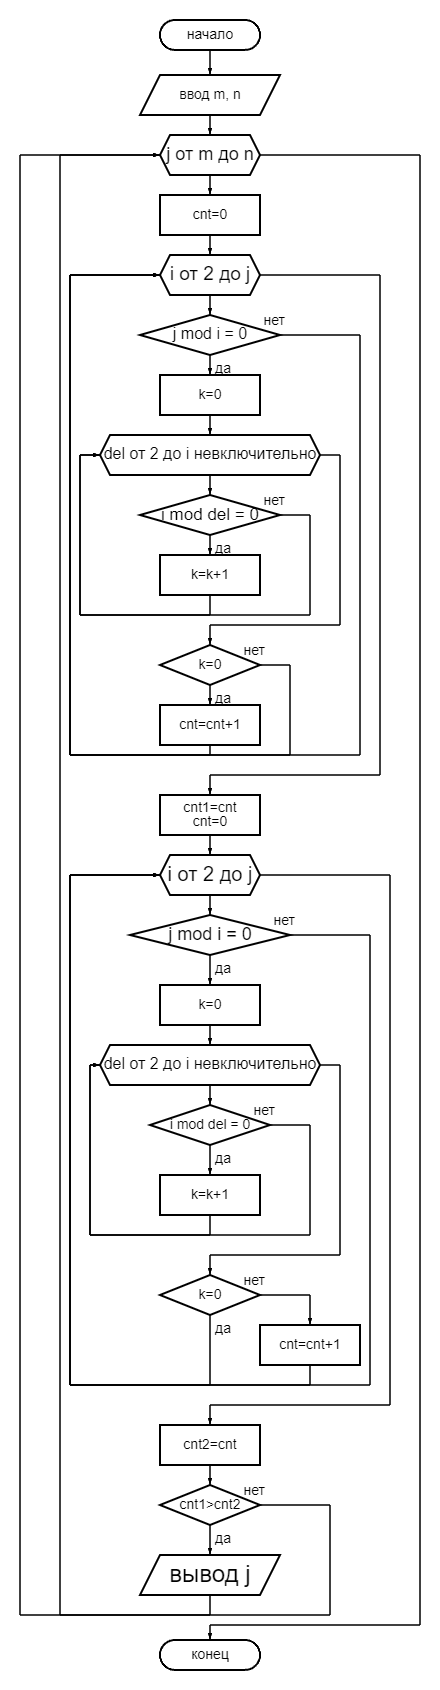 начало
ввод m, n
j от m до n
cnt=0
i от 2 до j
нет
j mod i = 0
да
k=0
del от 2 до i невключительно
нет
i mod del = 0
да
k=k+1
нет
k=0
да
cnt=cnt+1
cnt1=cnt
cnt=0
i от 2 до j
нет
j mod i = 0
да
k=0
del от 2 до i невключительно
нет
i mod del = 0
да
k=k+1
нет
k=0
да
cnt=cnt+1
cnt2=cnt
нет
cnt1>cnt2
да
вывод j
конец